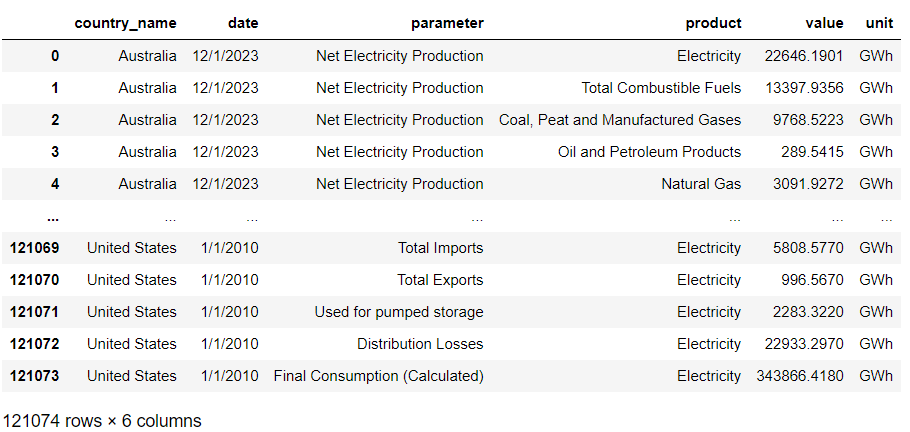 country_name date parameter product value unit
0 Australia 12/1/2023 Net Electricity Production Electricity 22646.1901 GWh
1 Australia 12/1/2023 Net Electricity Production Total Combustible Fuels 13397.9356 GWh
2 Australia 12/1/2023 Net Electricity Production Coal, Peat and Manufactured Gases 9768.5223 GWh
3 Australia 12/1/2023 Net Electricity Production Oil and Petroleum Products 289.5415 GWh
4 Australia 12/1/2023 Net Electricity Production Natural Gas 3091.9272 GWh
... ... ... ... ... ... ...
121069 United States 1/1/2010 Total Imports Electricity 5808.5770 GWh
121070 United States 1/1/2010 Total Exports Electricity 996.5670 GWh
121071 United States 1/1/2010 Used for pumped storage Electricity 2283.3220 GWh
121072 United States 1/1/2010 Distribution Losses Electricity 22933.2970 GWh
121073 United States 1/1/2010 Final Consumption (Calculated) Electricity 343866.4180 GWh
121074 rows × 6 columns